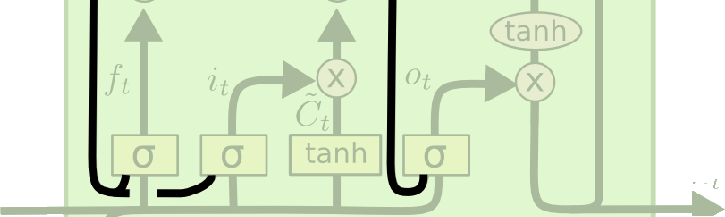 tanh
f_t i_t x o_t x
C̃_t
σ σ tanh σ